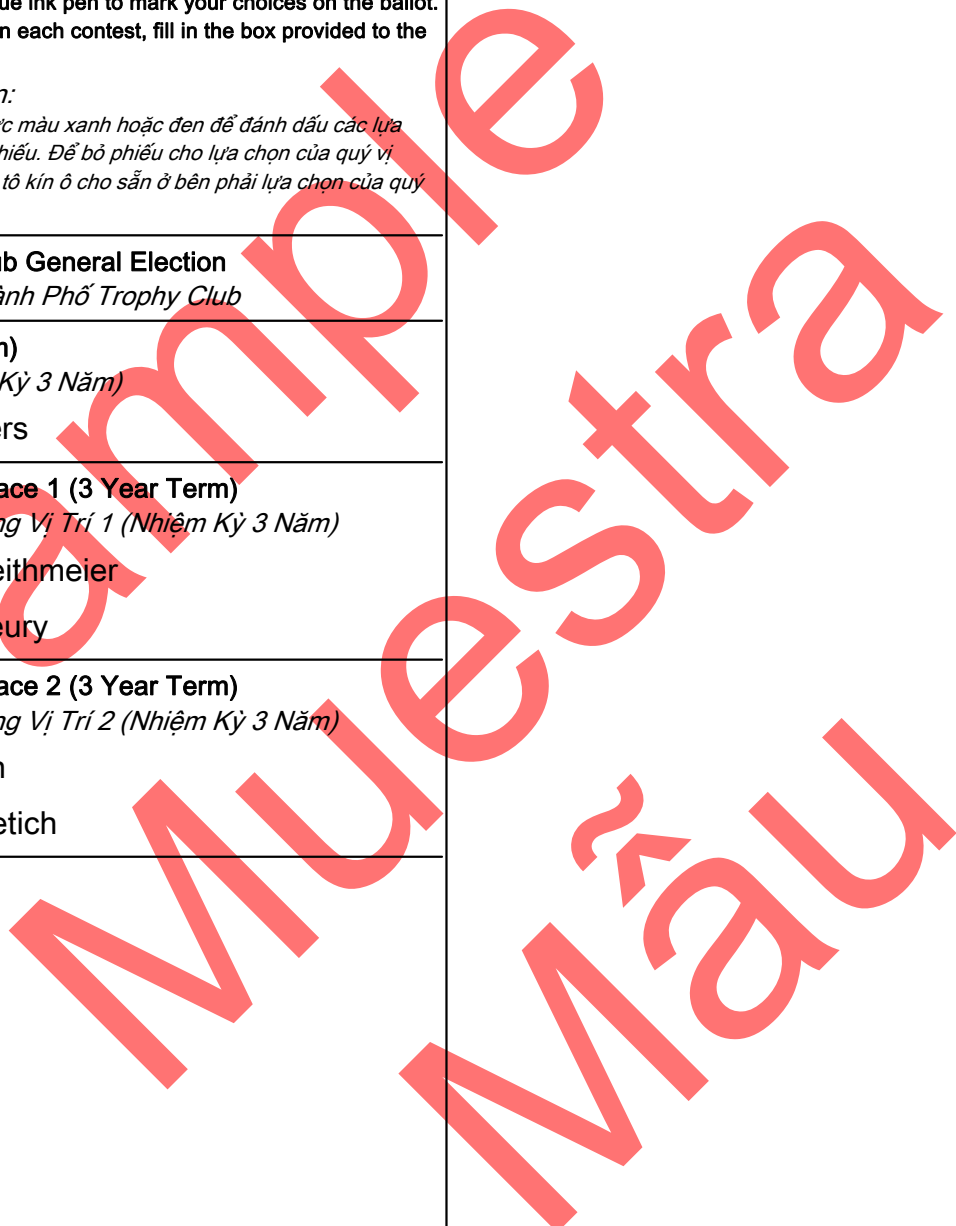 ue ink pen to mark your choices on the ballot.
n each contest, fill in the box provided to the
n:
c màu xanh hoặc đen để đánh dấu các lựa
hiếu. Để bỏ phiếu cho lựa chọn của quý vị
tô kín ô cho sẵn ở bên phải lựa chọn của quý
ub General Election
ành Phố Trophy Club
n)
Kỳ 3 Năm)
ers
ace 1 (3 Year Term)
ng Vị Trí 1 (Nhiệm Kỳ 3 Năm)
eithmeier
eury
ace 2 (3 Year Term)
ng Vị Trí 2 (Nhiệm Kỳ 3 Năm)
n
etich
ample
Muestra
Mẫu